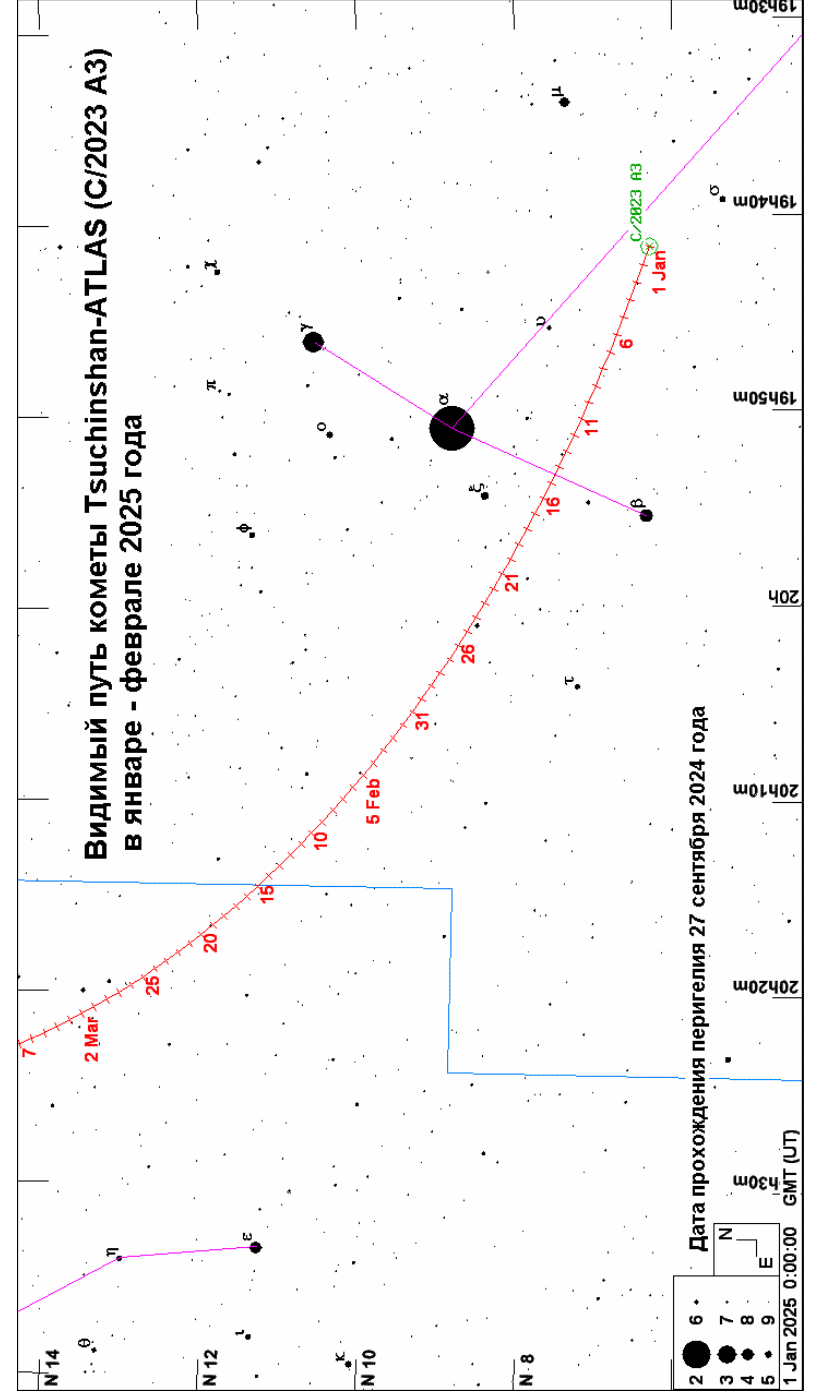 Видимый путь кометы Tsuchinshan-ATLAS (C/2023 A3)
в январе - феврале 2025 года
N 14
N 12
N 10
N 8
θ
η
ι
ε
κ
7
2 Mar
25
20
15
10
5 Feb
31
26
21
16
11
6
1 Jan
C/2023 A3
χ
π
φ
ο
γ
α
ξ
υ
μ
β
τ
σ
Дата прохождения перигелия 27 сентября 2024 года
2
3
4
5
6
7
8
9
N
E
1 Jan 2025 0:00:00 GMT (UT)
h30m
20h20m
20h10m
20h
19h50m
19h40m
19h30m